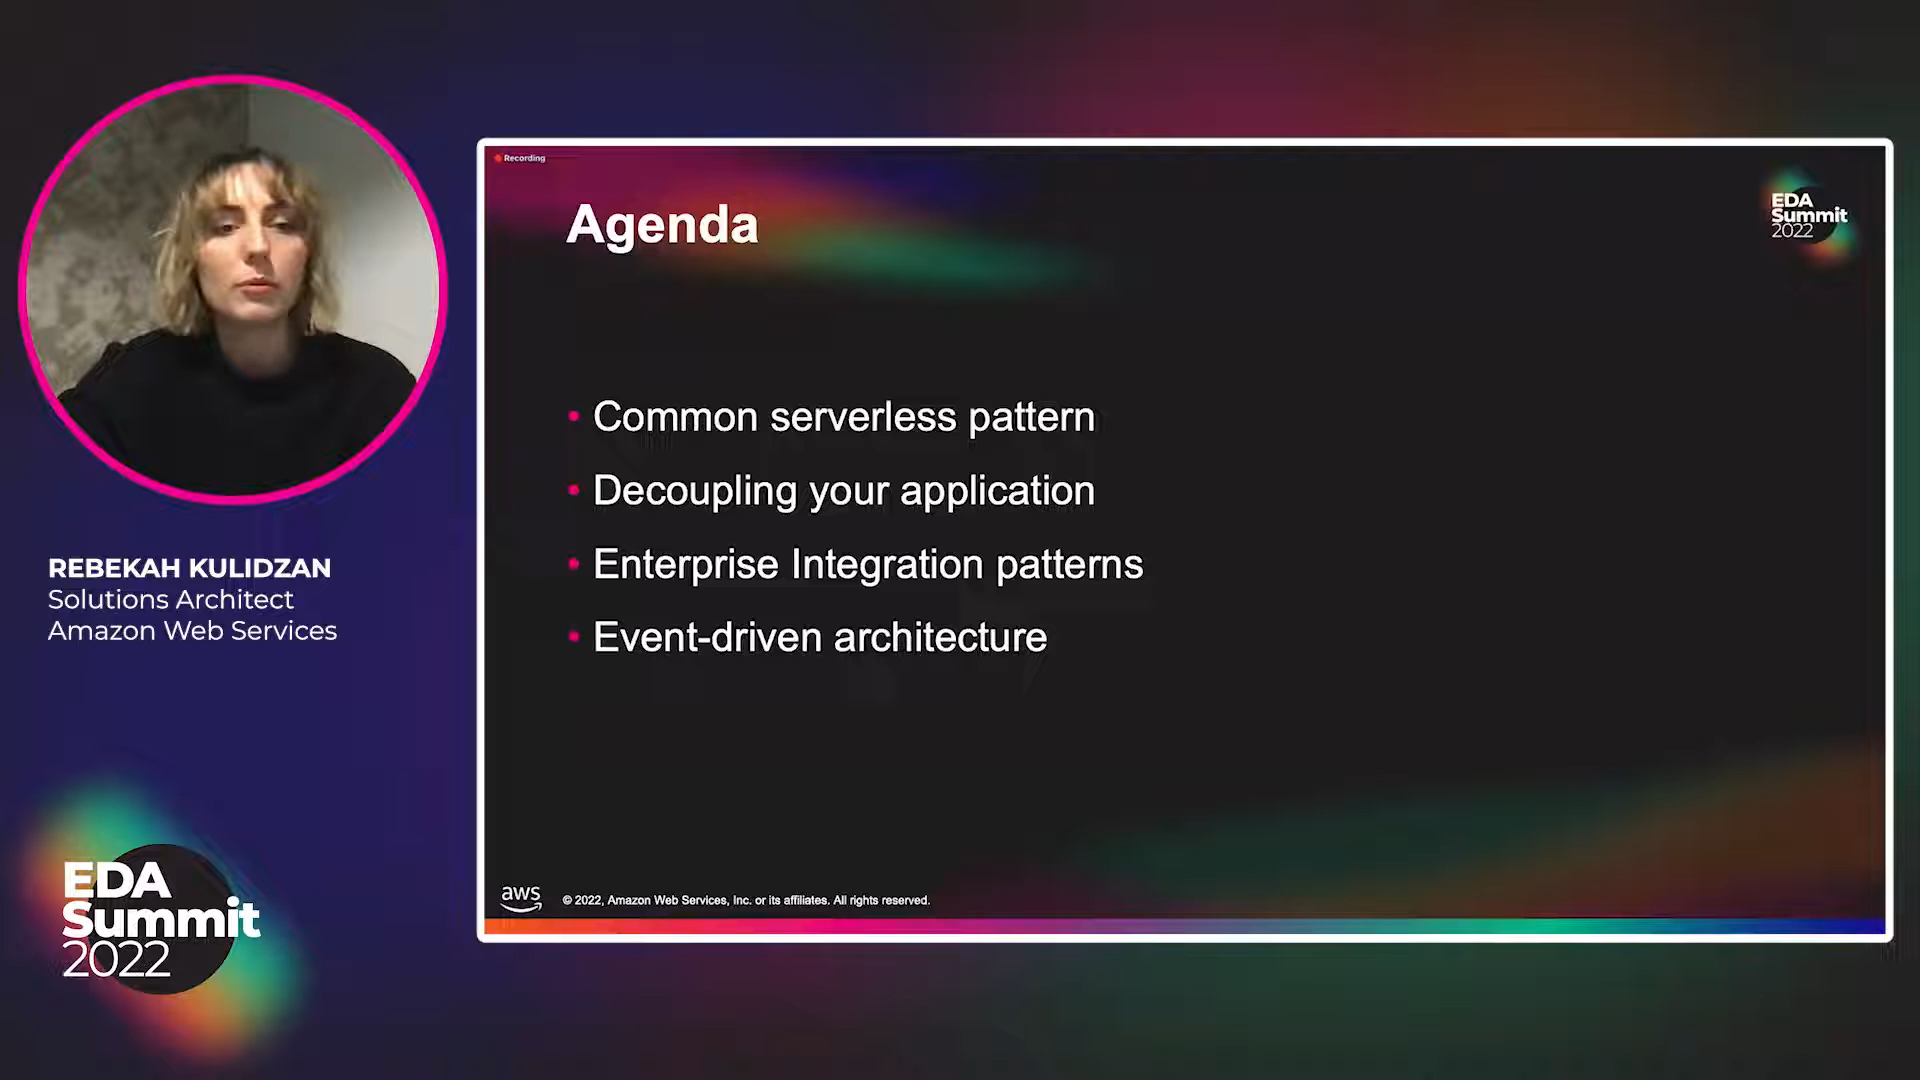 REBEKAH KULIDZAN
Solutions Architect
Amazon Web Services
EDA
Summit
2022
Recording
Agenda
EDA
Summit
2022
• Common serverless pattern
• Decoupling your application
• Enterprise Integration patterns
• Event-driven architecture
aws
© 2022, Amazon Web Services, Inc. or its affiliates. All rights reserved.